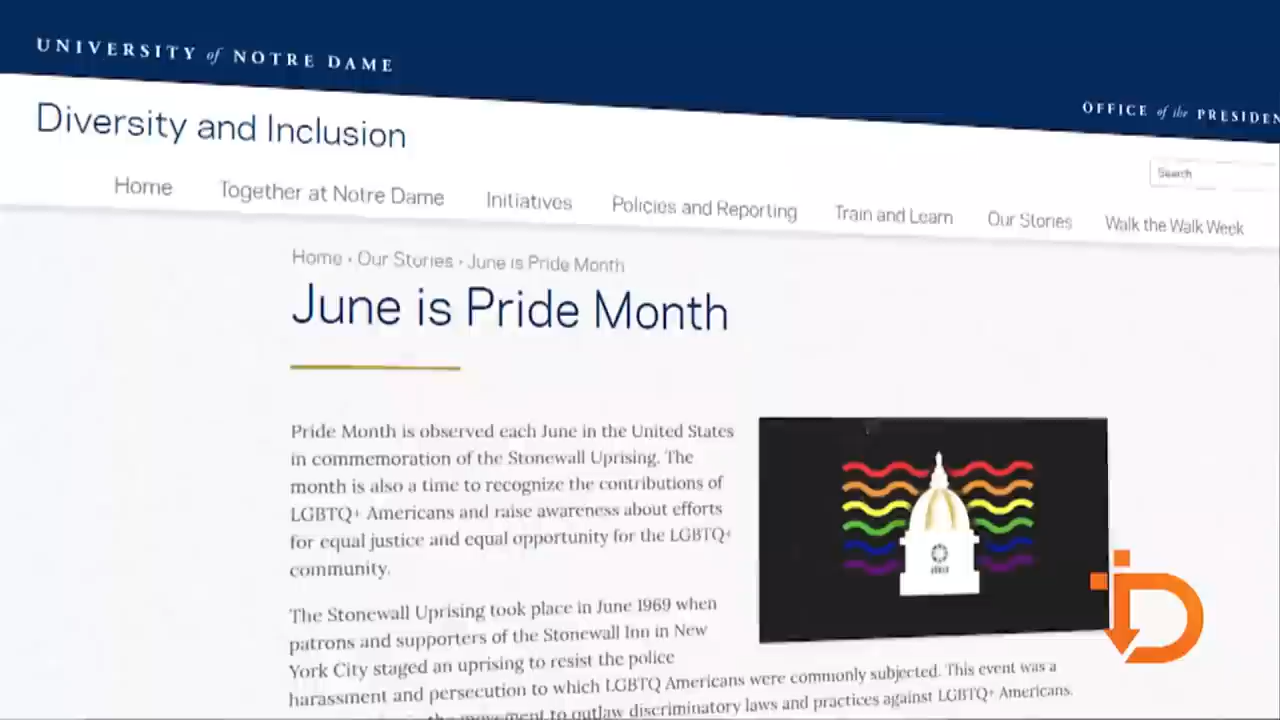 UNIVERSITY of NOTRE DAME
OFFICE of the
Diversity and Inclusion
Search
Home Together at Notre Dame Initiatives Policies and Reporting Train and Learn Our Stories Walk the Walk Week
Home › Our Stories › June is Pride Month
June is Pride Month
Pride Month is observed each June in the United States
in commemoration of the Stonewall Uprising. The
month is also a time to recognize the contributions of
LGBTQ+ Americans and raise awareness about efforts
for equal justice and equal opportunity for the LGBTQ+
community.
The Stonewall Uprising took place in June 1969 when
patrons and supporters of the Stonewall Inn in New
York City staged an uprising to resist the police
harassment and persecution to which LGBTQ Americans were commonly subjected. This event was a
movement to outlaw discriminatory laws and practices against LGBTQ+ Americans.